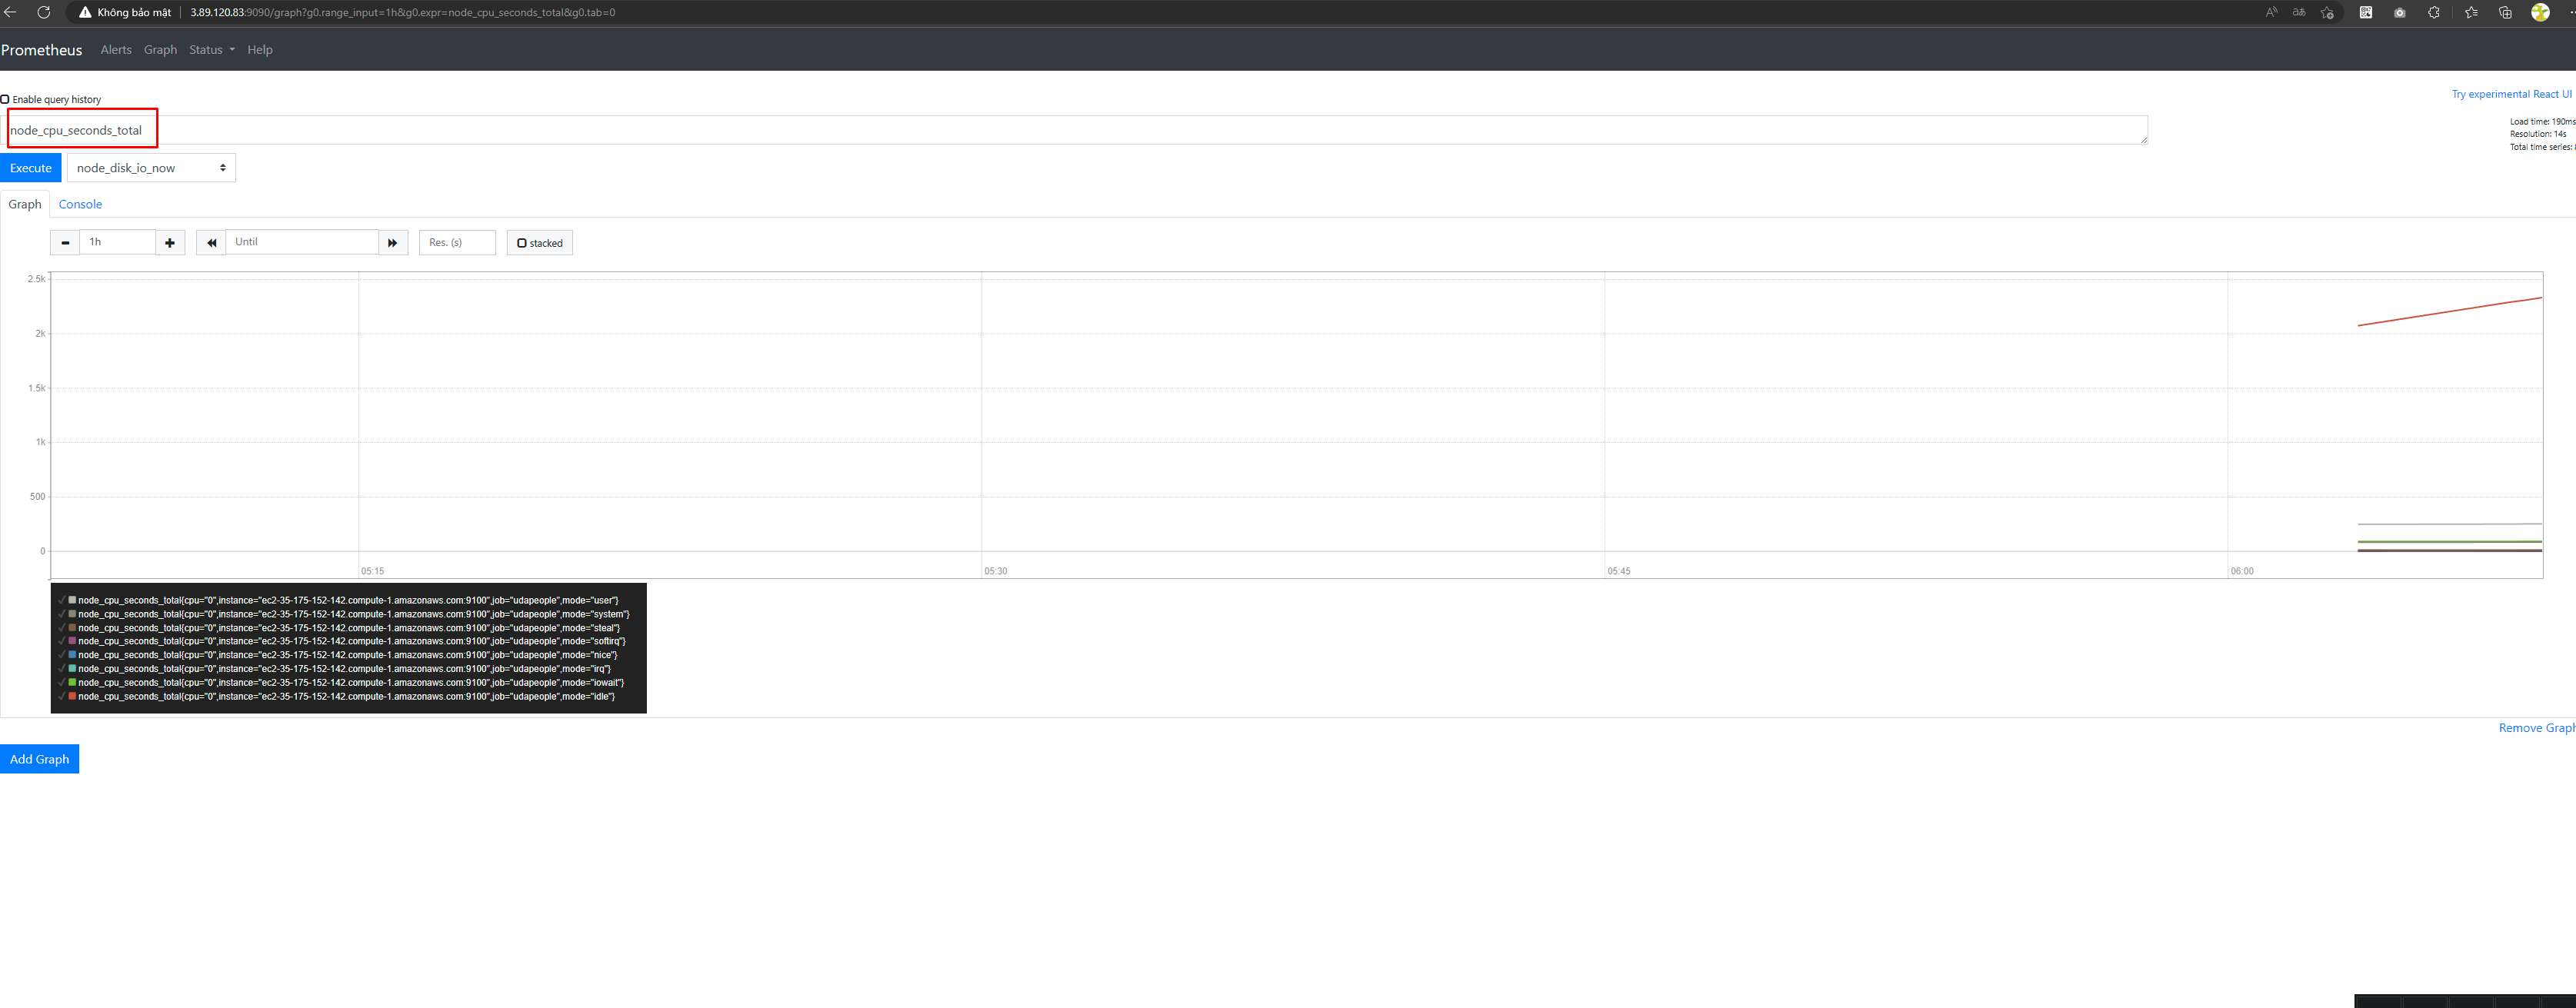 Không bảo mật 3.89.120.83:9090/graph?g0.range_input=1h&g0.expr=node_cpu_seconds_total&g0.tab=0
Prometheus Alerts Graph Status Help
Enable query history
Try experimental React UI
node_cpu_seconds_total
Load time: 190ms
Resolution: 14s
Total time series: 8
Execute node_disk_io_now
Graph Console
1h Until Res. (s) stacked
2.5k
2k
1.5k
1k
500
0
05:15 05:30 05:45 06:00
node_cpu_seconds_total{cpu="0",instance="ec2-35-175-152-142.compute-1.amazonaws.com:9100",job="udapeople",mode="user"}
node_cpu_seconds_total{cpu="0",instance="ec2-35-175-152-142.compute-1.amazonaws.com:9100",job="udapeople",mode="system"}
node_cpu_seconds_total{cpu="0",instance="ec2-35-175-152-142.compute-1.amazonaws.com:9100",job="udapeople",mode="steal"}
node_cpu_seconds_total{cpu="0",instance="ec2-35-175-152-142.compute-1.amazonaws.com:9100",job="udapeople",mode="softirq"}
node_cpu_seconds_total{cpu="0",instance="ec2-35-175-152-142.compute-1.amazonaws.com:9100",job="udapeople",mode="nice"}
node_cpu_seconds_total{cpu="0",instance="ec2-35-175-152-142.compute-1.amazonaws.com:9100",job="udapeople",mode="irq"}
node_cpu_seconds_total{cpu="0",instance="ec2-35-175-152-142.compute-1.amazonaws.com:9100",job="udapeople",mode="iowait"}
node_cpu_seconds_total{cpu="0",instance="ec2-35-175-152-142.compute-1.amazonaws.com:9100",job="udapeople",mode="idle"}
Remove Graph
Add Graph